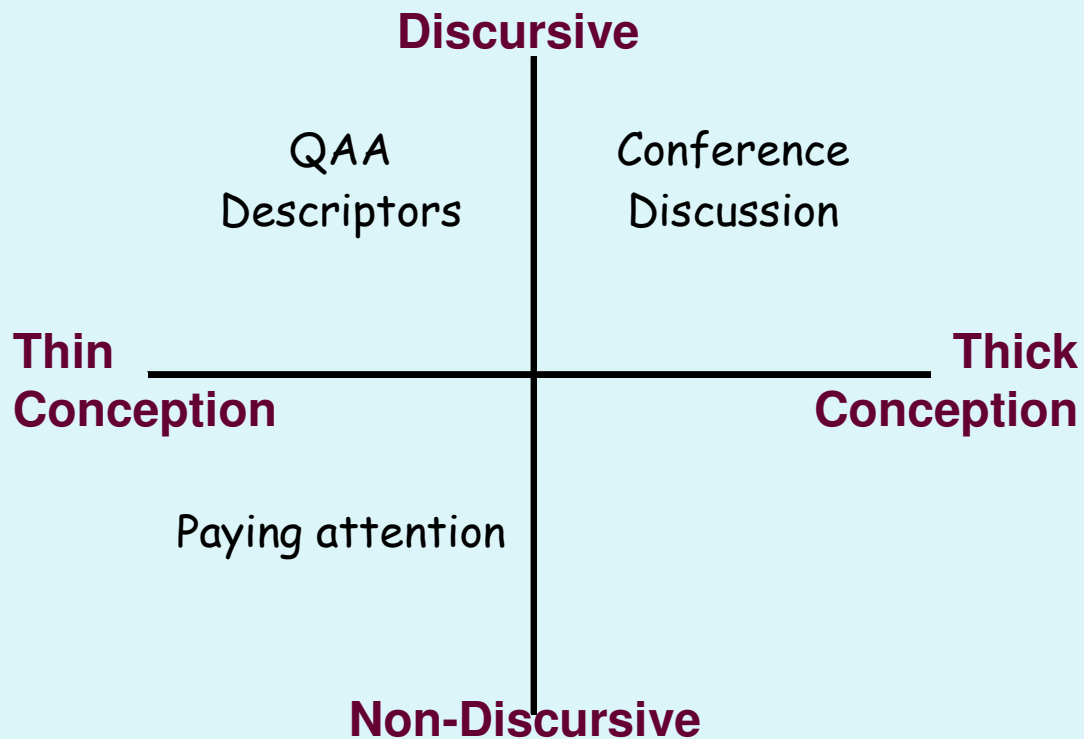 Discursive
QAA
Descriptors
Conference
Discussion
Thin
Conception
Thick
Conception
Paying attention
Non-Discursive